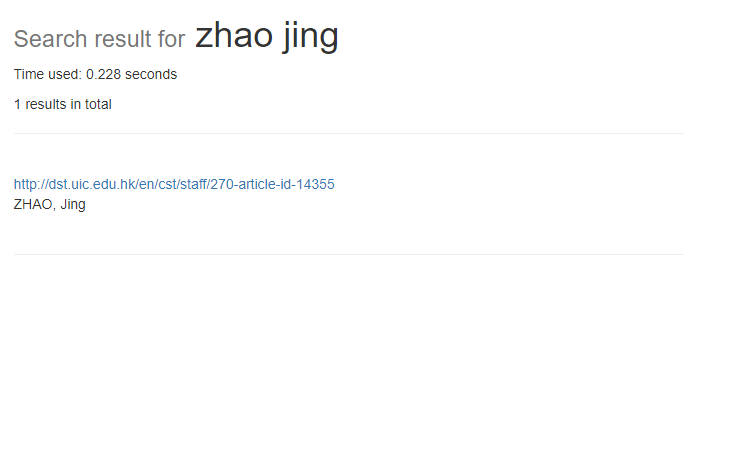 Search result for zhao jing
Time used: 0.228 seconds
1 results in total
http://dst.uic.edu.hk/en/cst/staff/270-article-id-14355
ZHAO, Jing